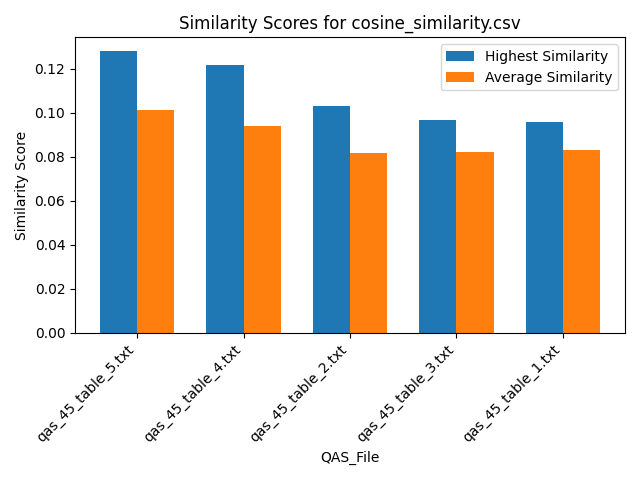 Similarity Scores for cosine_similarity.csv
Highest Similarity
Average Similarity
Similarity Score
0.12
0.10
0.08
0.06
0.04
0.02
0.00
qas_45_table_5.txt
qas_45_table_4.txt
qas_45_table_2.txt
qas_45_table_3.txt
qas_45_table_1.txt
QAS_File